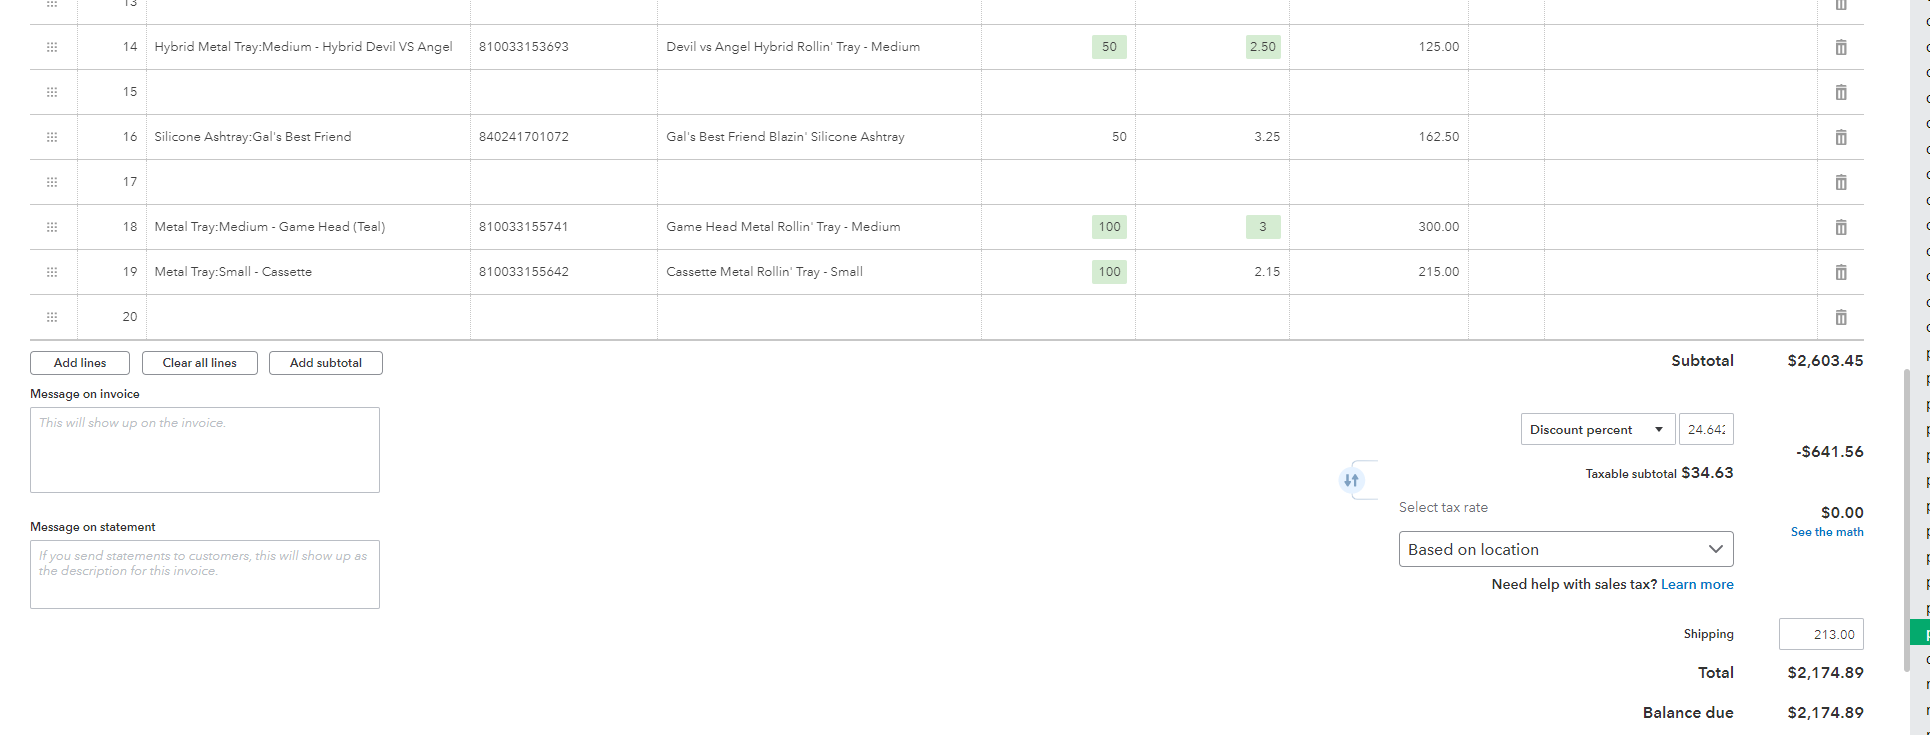 13
14 Hybrid Metal Tray:Medium - Hybrid Devil VS Angel 810033153693 Devil vs Angel Hybrid Rollin' Tray - Medium 50 2.50 125.00
15
16 Silicone Ashtray:Gal's Best Friend 840241701072 Gal's Best Friend Blazin' Silicone Ashtray 50 3.25 162.50
17
18 Metal Tray:Medium - Game Head (Teal) 810033155741 Game Head Metal Rollin' Tray - Medium 100 3 300.00
19 Metal Tray:Small - Cassette 810033155642 Cassette Metal Rollin' Tray - Small 100 2.15 215.00
20
Add lines Clear all lines Add subtotal Subtotal $2,603.45
Message on invoice
This will show up on the invoice.
Discount percent 24.642
-$641.56
Taxable subtotal $34.63
Select tax rate
$0.00
See the math
Message on statement
If you send statements to customers, this will show up as
the description for this invoice.
Based on location
Need help with sales tax? Learn more
Shipping 213.00
Total $2,174.89
Balance due $2,174.89